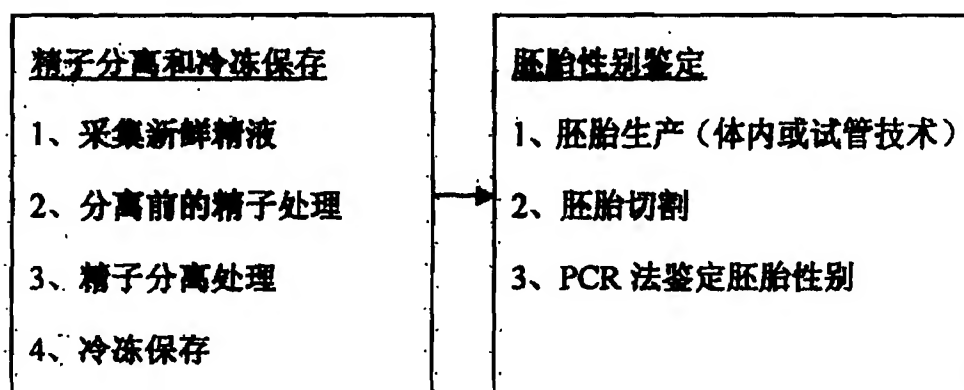 精子分离和冷冻保存
1、采集新鲜精液
2、分离前的精子处理
3、精子分离处理
4、冷冻保存
胚胎性别鉴定
1、胚胎生产（体内或试管技术）
2、胚胎切割
3、PCR 法鉴定胚胎性别